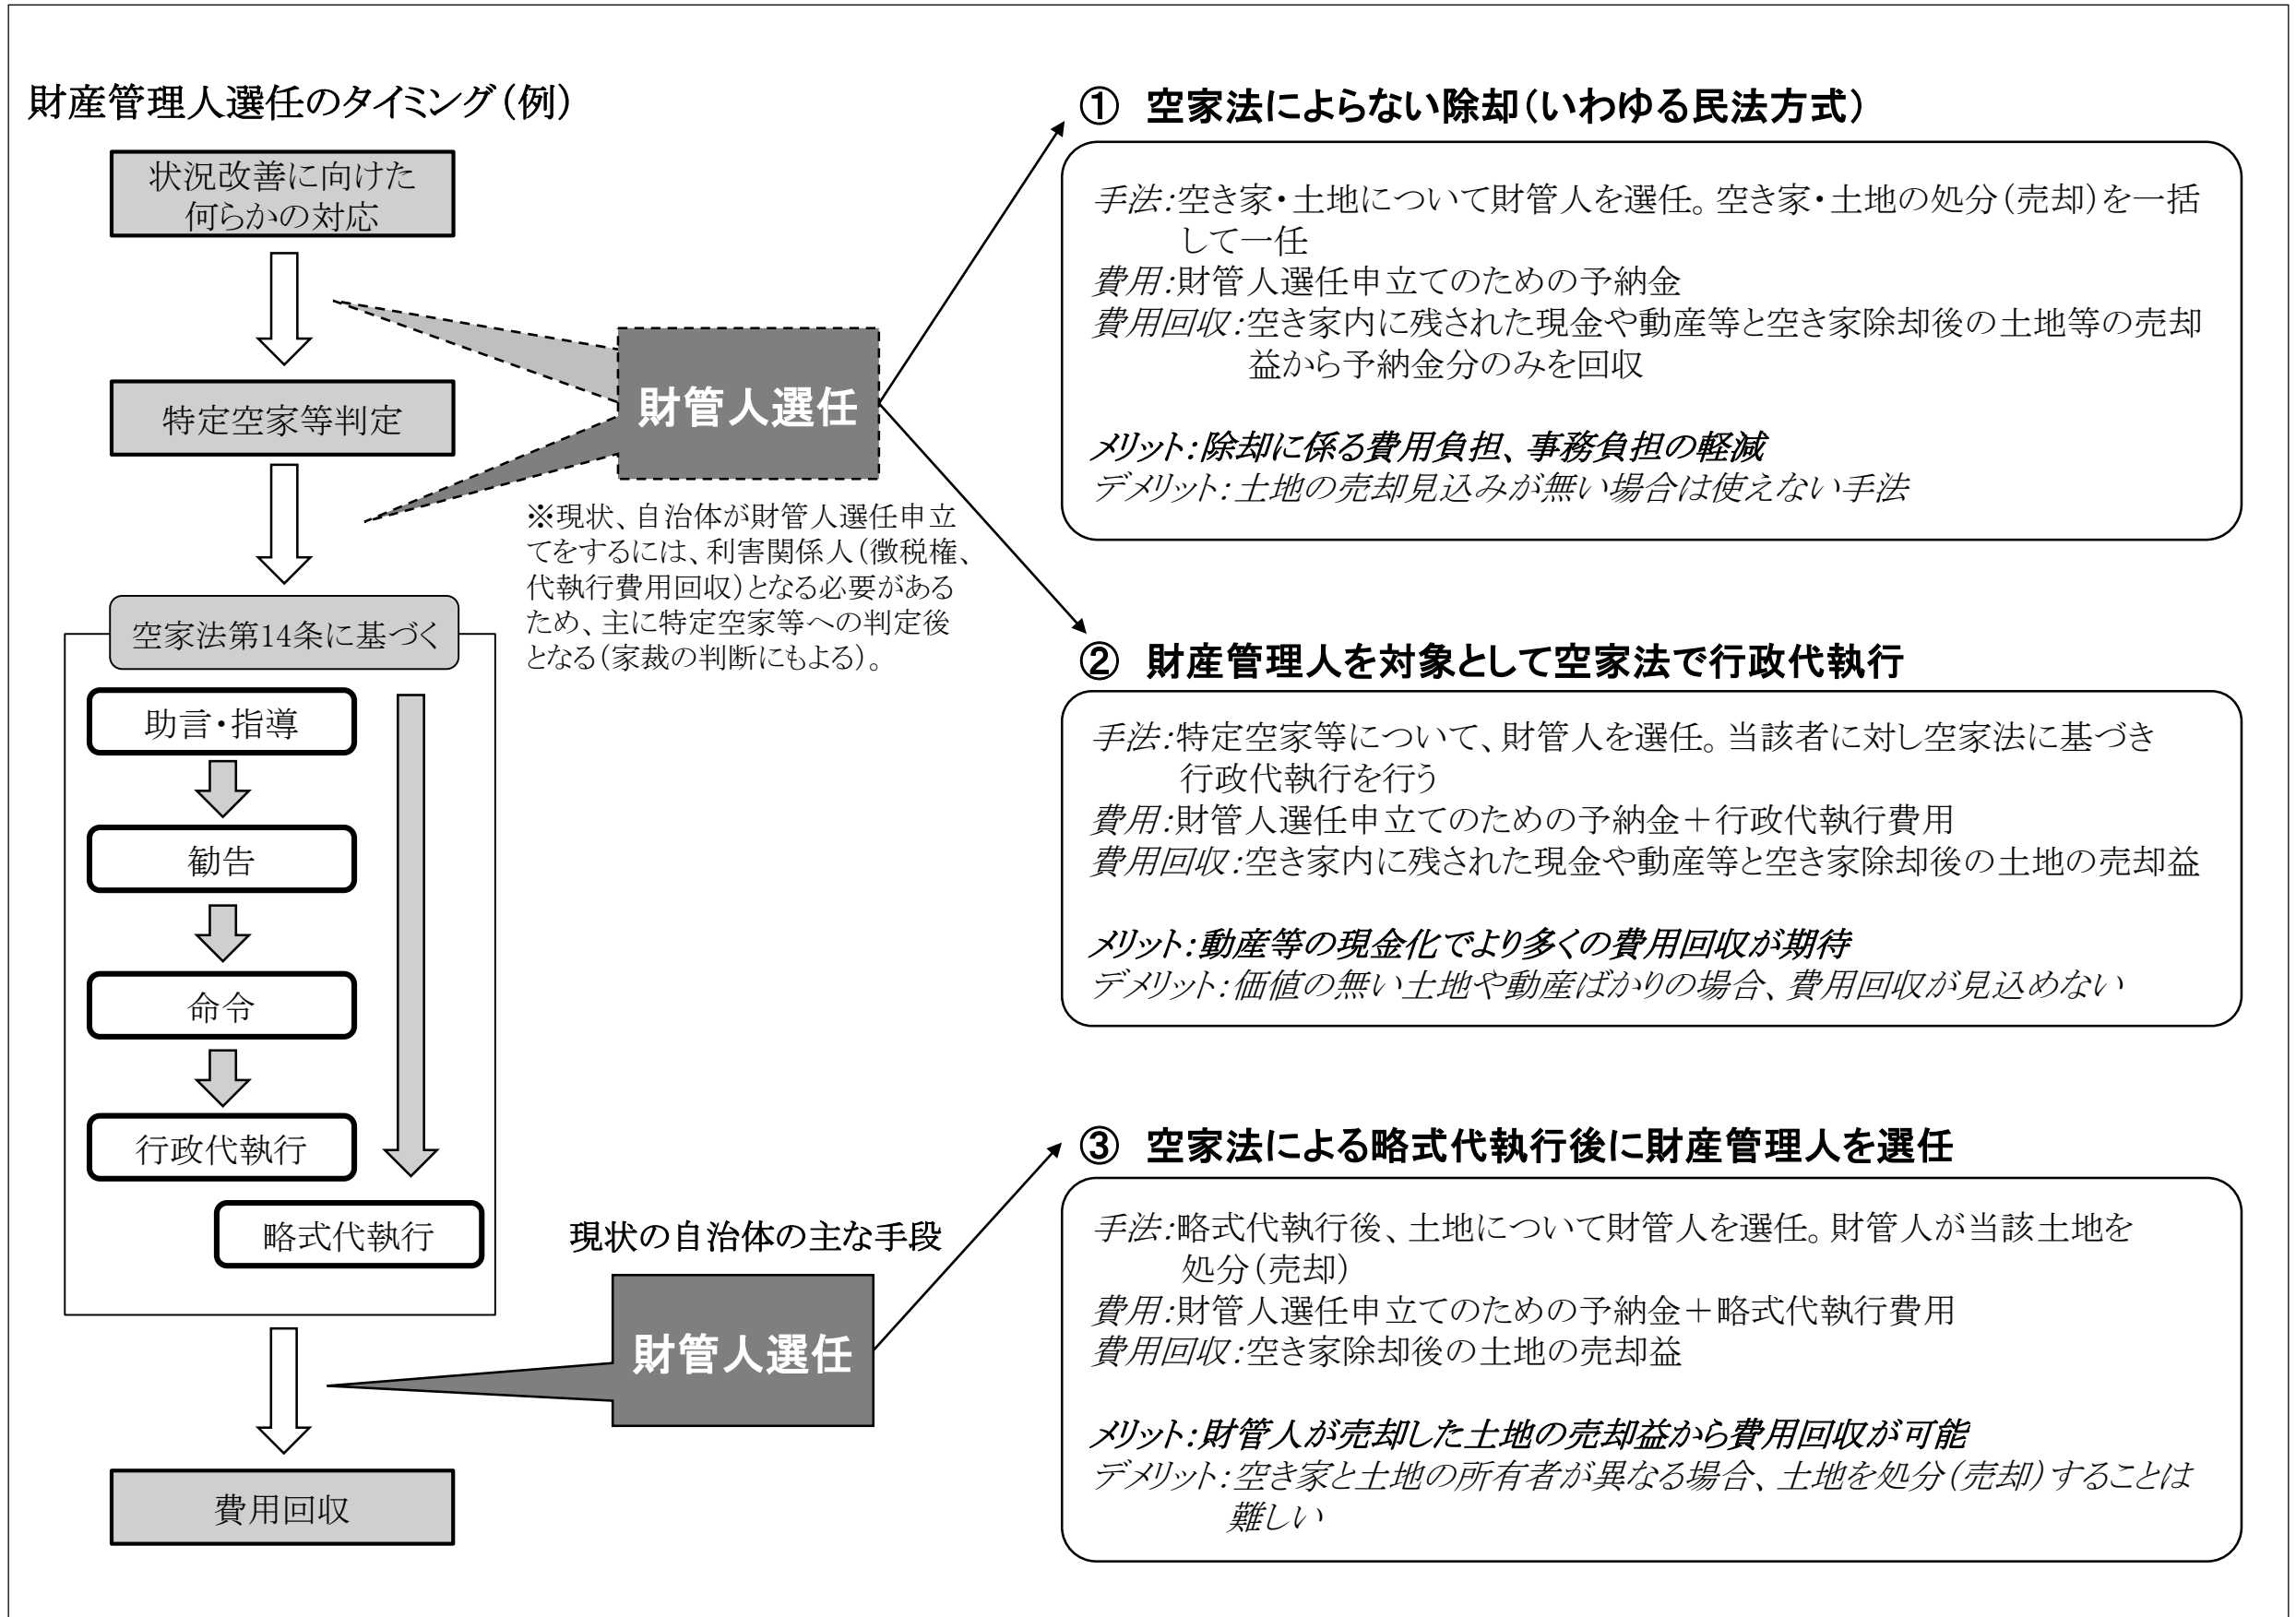 財産管理人選任のタイミング（例）
状況改善に向けた
何らかの対応
特定空家等判定
空家法第14条に基づく
助言・指導
勧告
命令
行政代執行
略式代執行
費用回収
財管人選任
※現状、自治体が財管人選任申立
てをするには、利害関係人（徴税権、
代執行費用回収）となる必要がある
ため、主に特定空家等への判定後
となる（家裁の判断にもよる）。
現状の自治体の主な手段
財管人選任
①　空家法によらない除却（いわゆる民法方式）
手法：空き家・土地について財管人を選任。空き家・土地の処分（売却）を一括
して一任
費用：財管人選任申立てのための予納金
費用回収：空き家内に残された現金や動産等と空き家除却後の土地等の売却
益から予納金分のみを回収
メリット：除却に係る費用負担、事務負担の軽減
デメリット：土地の売却見込みが無い場合は使えない手法
②　財産管理人を対象として空家法で行政代執行
手法：特定空家等について、財管人を選任。当該者に対し空家法に基づき
行政代執行を行う
費用：財管人選任申立てのための予納金＋行政代執行費用
費用回収：空き家内に残された現金や動産等と空き家除却後の土地の売却益
メリット：動産等の現金化でより多くの費用回収が期待
デメリット：価値の無い土地や動産ばかりの場合、費用回収が見込めない
③　空家法による略式代執行後に財産管理人を選任
手法：略式代執行後、土地について財管人を選任。財管人が当該土地を
処分（売却）
費用：財管人選任申立てのための予納金＋略式代執行費用
費用回収：空き家除却後の土地の売却益
メリット：財管人が売却した土地の売却益から費用回収が可能
デメリット：空き家と土地の所有者が異なる場合、土地を処分（売却）することは
難しい